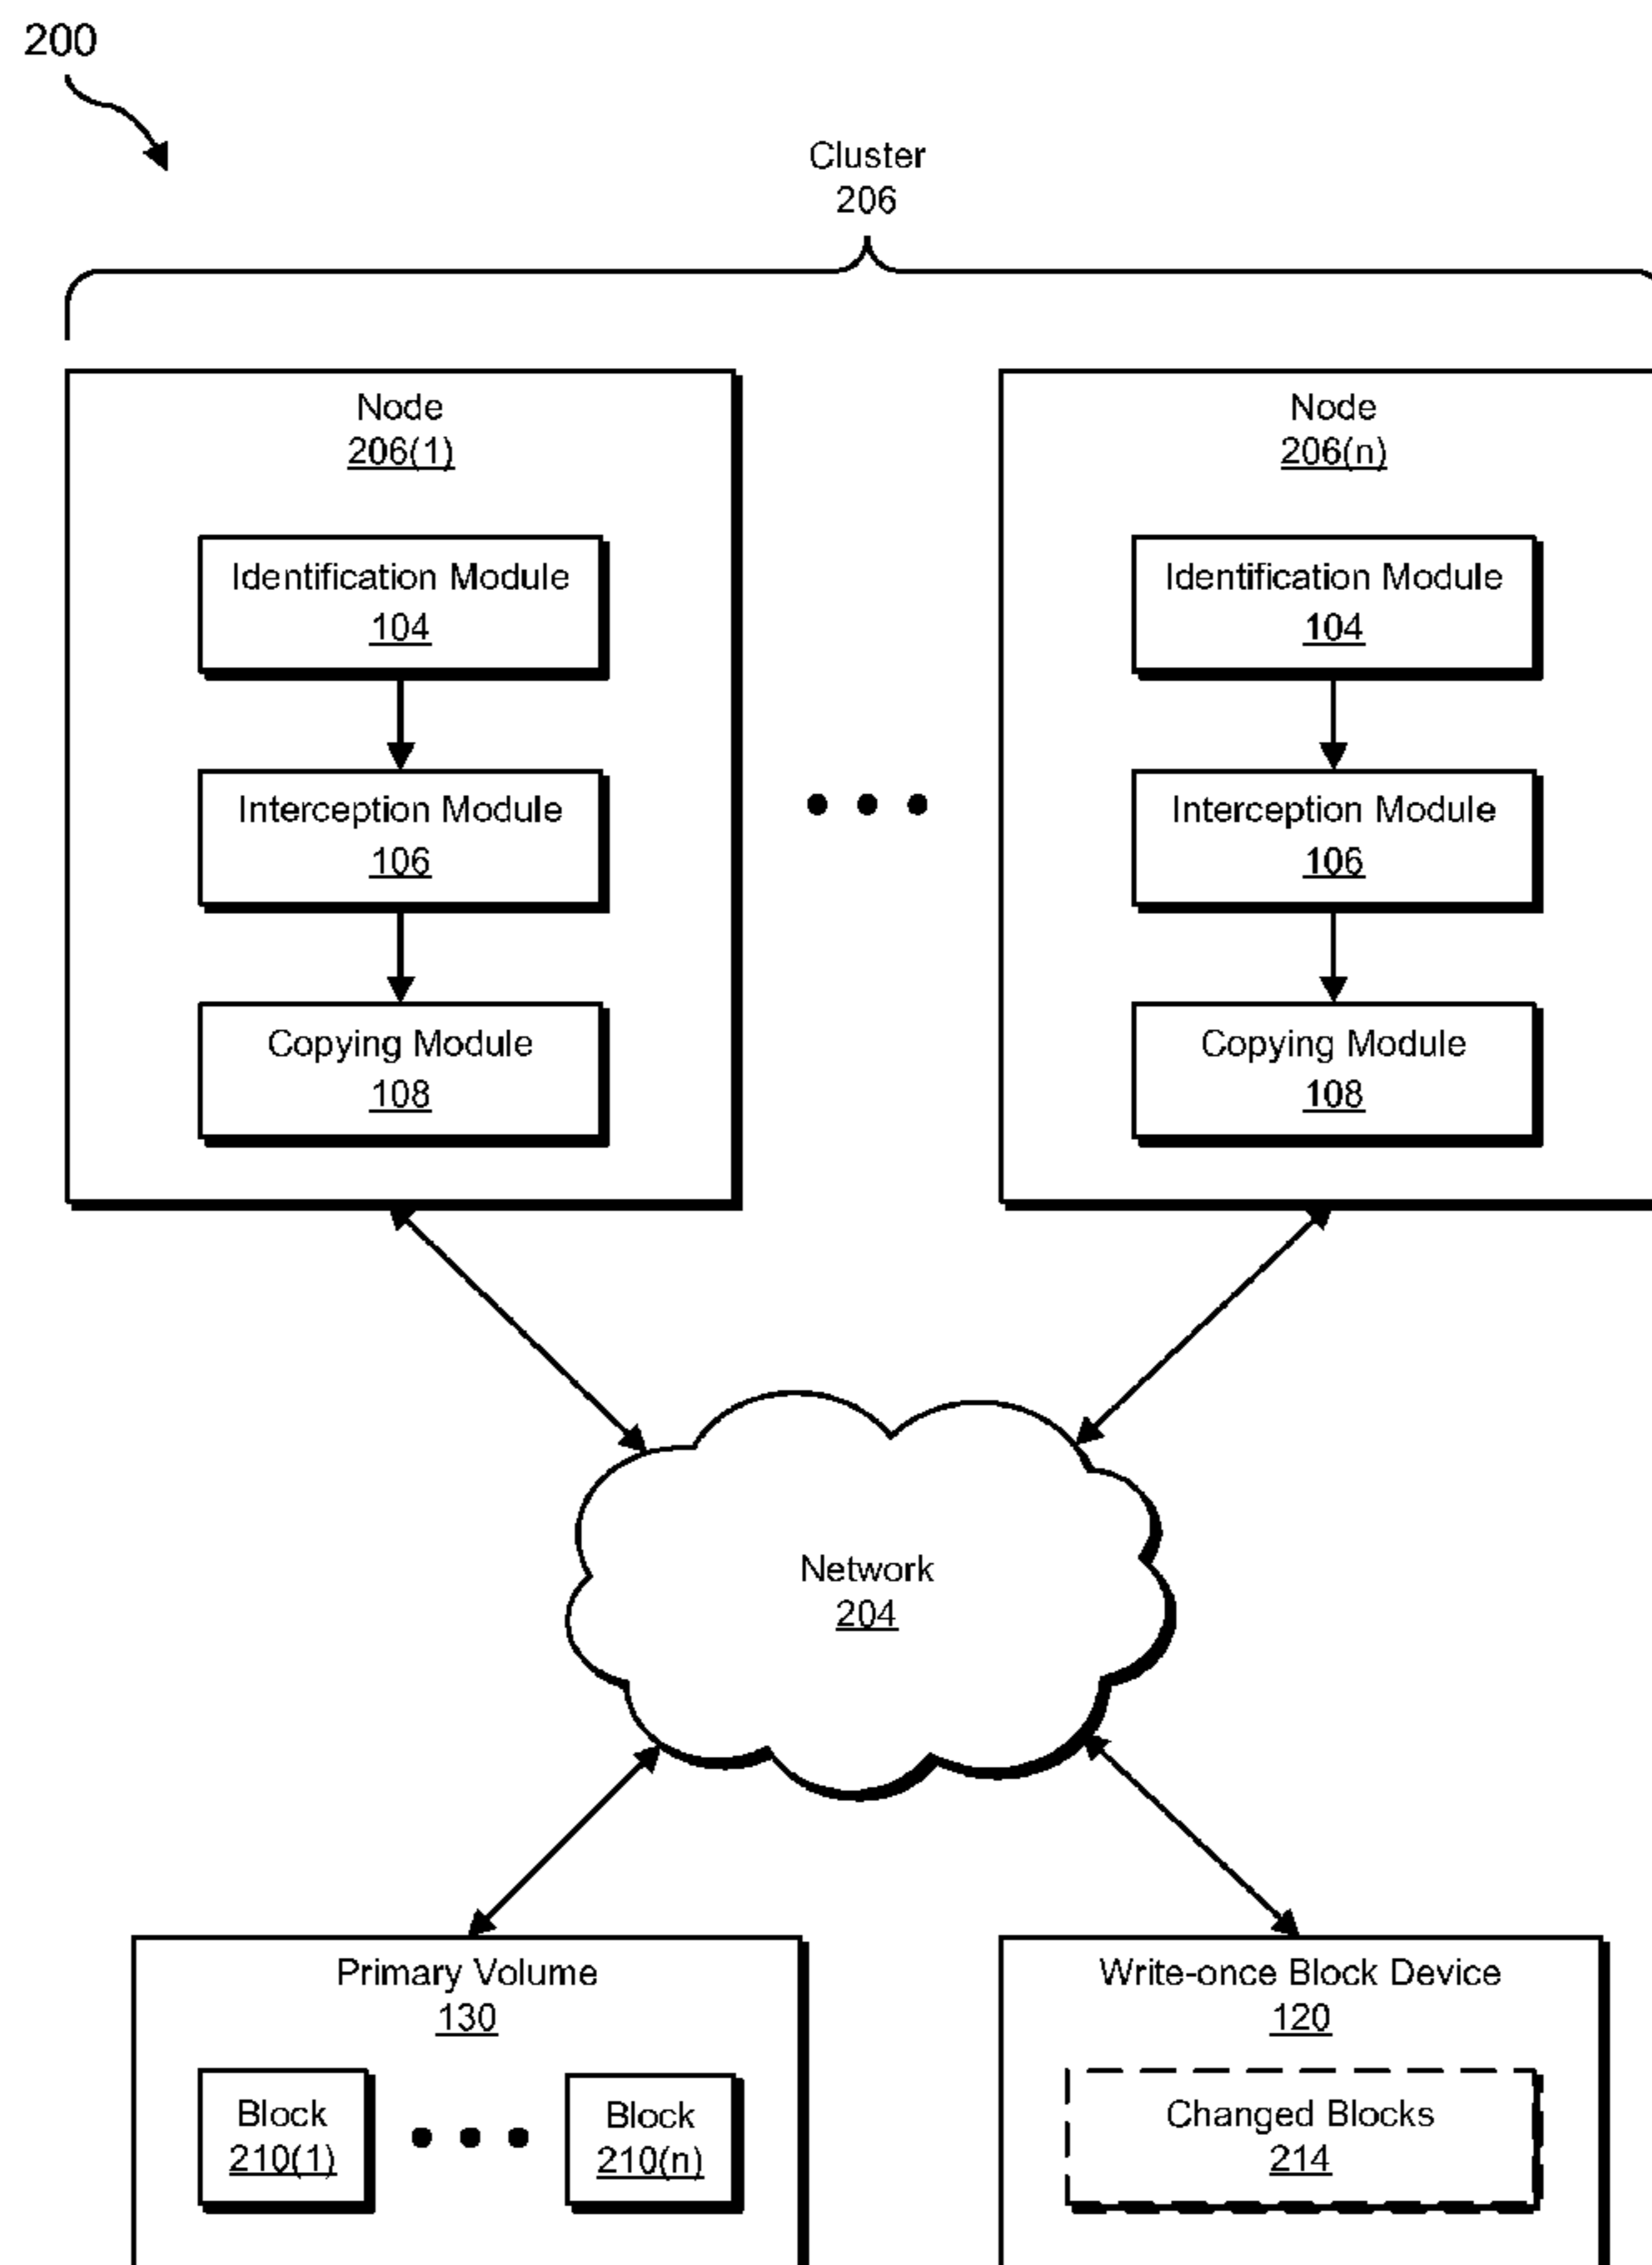 200
Cluster
206
Node
206(1)
Identification Module
104
Interception Module
106
Copying Module
108
Node
206(n)
Identification Module
104
Interception Module
106
Copying Module
108
Network
204
Primary Volume
130
Block
210(1)
Block
210(n)
Write-once Block Device
120
Changed Blocks
214